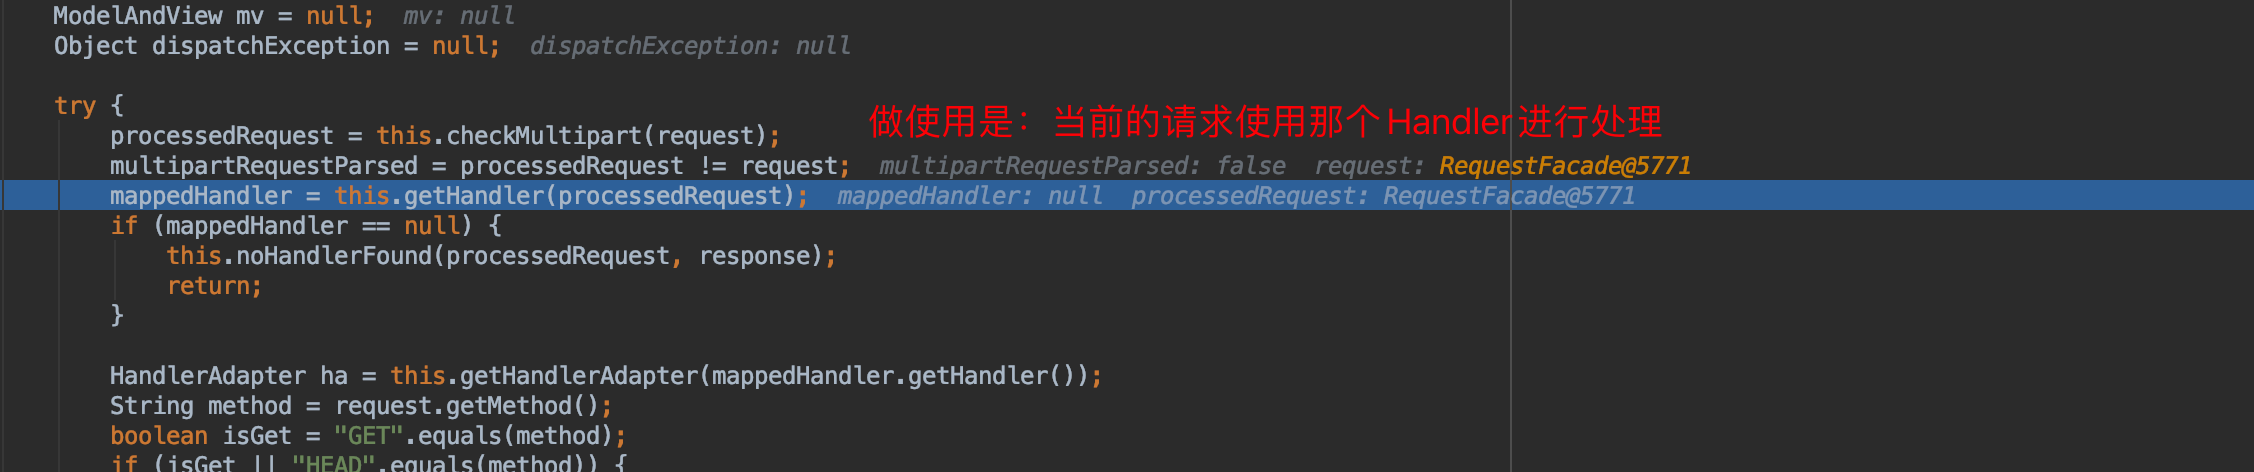 ModelAndView mv = null;  mv: null
Object dispatchException = null;  dispatchException: null
try {
做使用是：当前的请求使用那个Handler进行处理
processedRequest = this.checkMultipart(request);
multipartRequestParsed = processedRequest != request;  multipartRequestParsed: false  request: RequestFacade@5771
mappedHandler = this.getHandler(processedRequest);  mappedHandler: null  processedRequest: RequestFacade@5771
if (mappedHandler == null) {
this.noHandlerFound(processedRequest, response);
return;
}
HandlerAdapter ha = this.getHandlerAdapter(mappedHandler.getHandler());
String method = request.getMethod();
boolean isGet = "GET".equals(method);
if (isGet || "HEAD".equals(method)) {